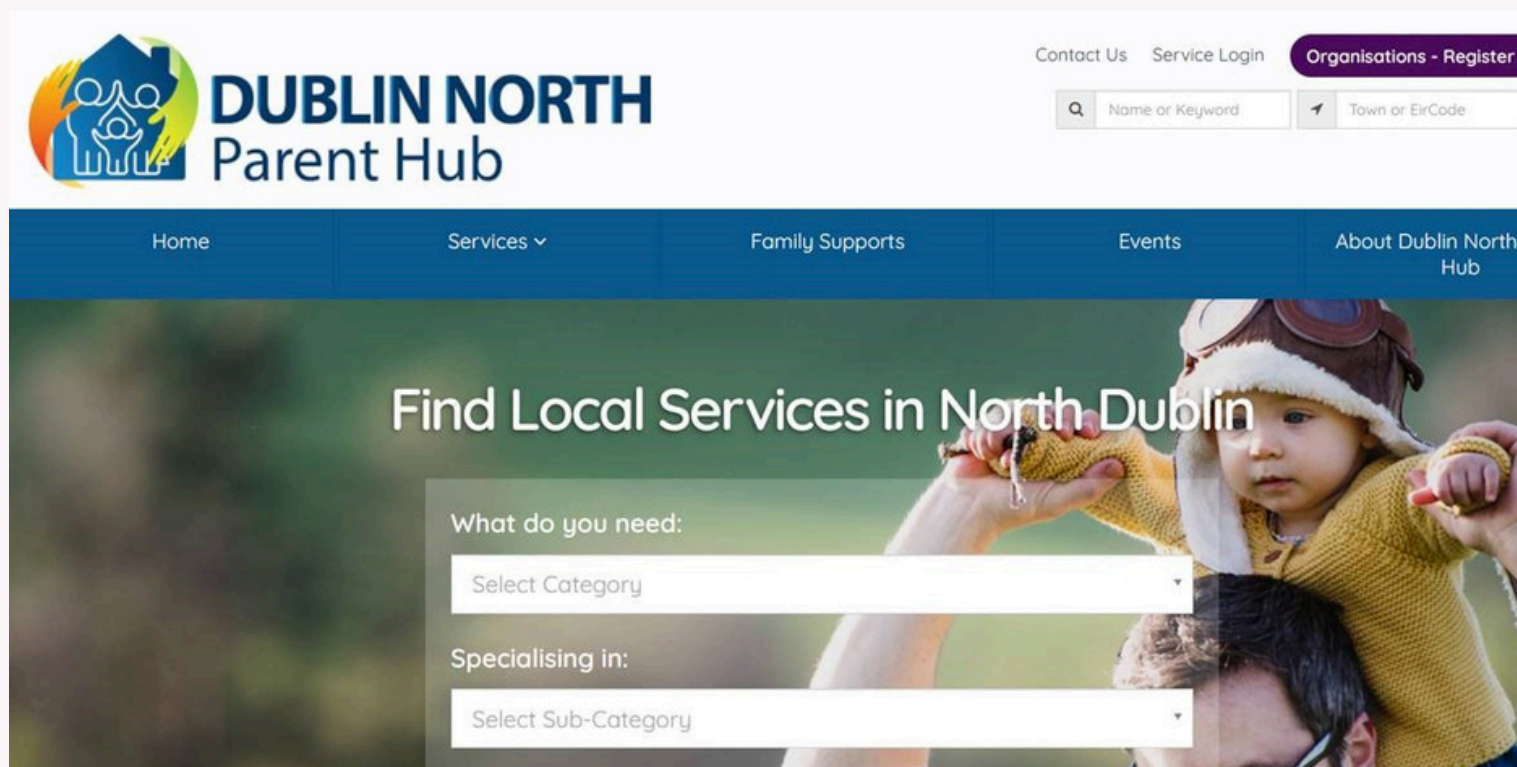 DUBLIN NORTH
Parent Hub
Contact Us Service Login Organisations - Register
Name or Keyword Town or EirCode
Home Services Family Supports Events About Dublin North
Hub
Find Local Services in North Dublin
What do you need:
Select Category
Specialising in:
Select Sub-Category